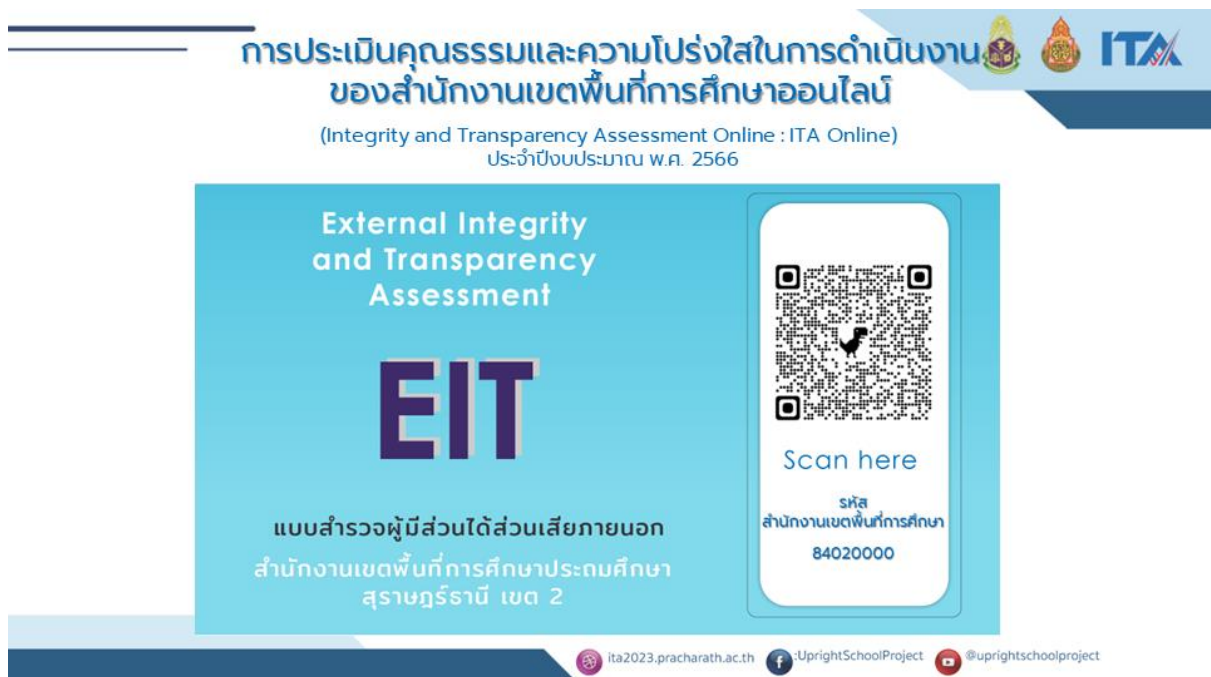 การประเมินคุณธรรมและความโปร่งใสในการดำเนินงาน
ของสำนักงานเขตพื้นที่การศึกษาออนไลน์
ITA
(Integrity and Transparency Assessment Online : ITA Online)
ประจำปีงบประมาณ พ.ศ. 2566
External Integrity
and Transparency
Assessment
EIT
แบบสำรวจผู้มีส่วนได้ส่วนเสียภายนอก
สำนักงานเขตพื้นที่การศึกษาประถมศึกษา
สุราษฎร์ธานี เขต 2
Scan here
รหัส
สำนักงานเขตพื้นที่การศึกษา
84020000
ita2023.pracharath.ac.th
:UprightSchoolProject
@uprightschoolproject